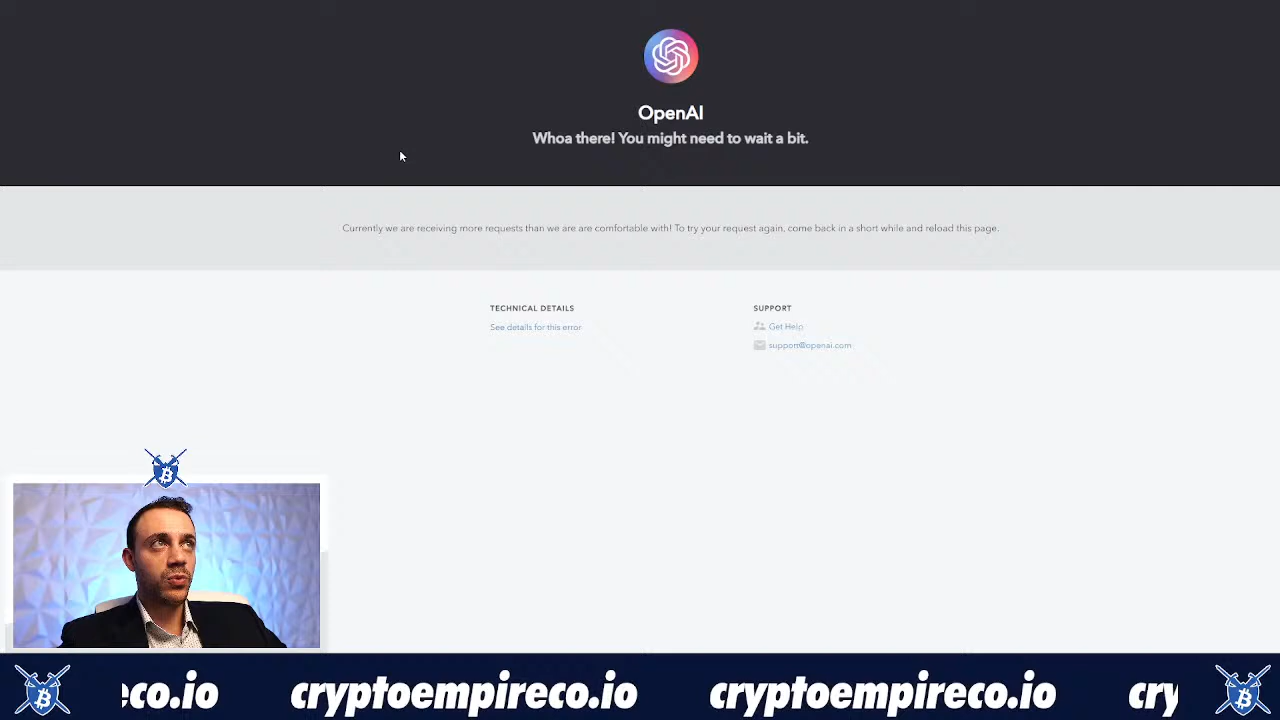 OpenAI
Whoa there! You might need to wait a bit.
Currently we are receiving more requests than we are are comfortable with! To try your request again, come back in a short while and reload this page.
TECHNICAL DETAILS
See details for this error
SUPPORT
Get Help
support@openai.com
eco.io cryptoempireco.io cryptoempireco.io cry